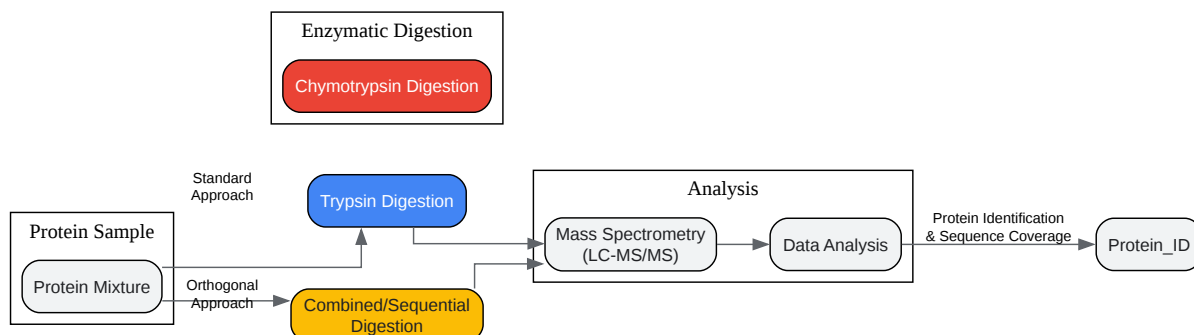 Enzymatic Digestion
Chymotrypsin Digestion
Standard
Approach
Trypsin Digestion
Protein Sample
Protein Mixture
Orthogonal
Approach
Combined/Sequential
Digestion
Analysis
Mass Spectrometry
(LC-MS/MS)
Data Analysis
Protein Identification
& Sequence Coverage
Protein_ID